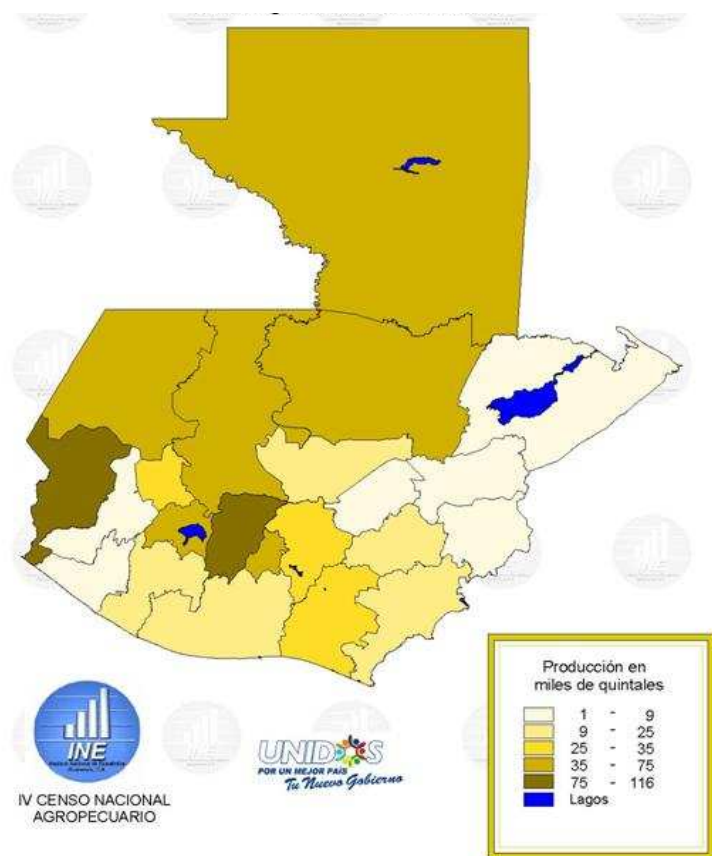 Producción en
miles de quintales
1 - 9
9 - 25
25 - 35
35 - 75
75 - 116
Lagos
INE
IV CENSO NACIONAL
AGROPECUARIO
UNIDOS
POR UN MEJOR PAÍS
Tu Nuevo Gobierno